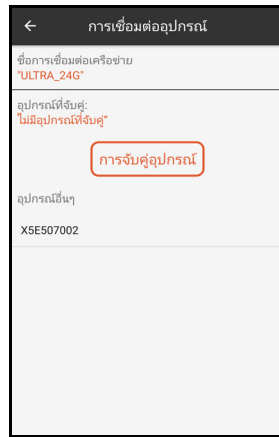 การเชื่อมต่ออุปกรณ์
ชื่อการเชื่อมต่อเครือข่าย
"ULTRA_24G"
อุปกรณ์ที่จับคู่:
ไม่มีอุปกรณ์ที่จับคู่"
การจับคู่อุปกรณ์
อุปกรณ์อื่นๆ
X5E507002